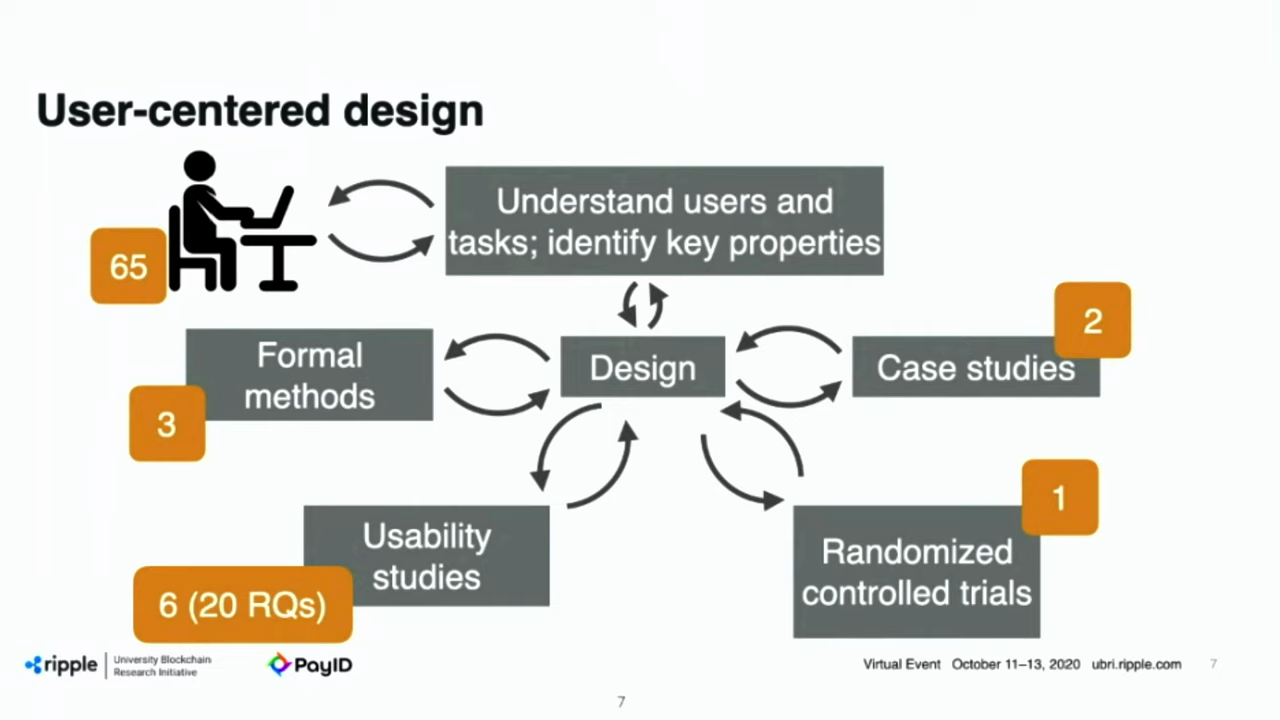 User-centered design
Understand users and
tasks; identify key properties
65
2
Formal
methods
Design
Case studies
3
1
Usability
studies
Randomized
controlled trials
6 (20 RQs)
ripple
University Blockchain
Research Initiative
PayID
Virtual Event October 11–13, 2020 ubri.ripple.com 7
7